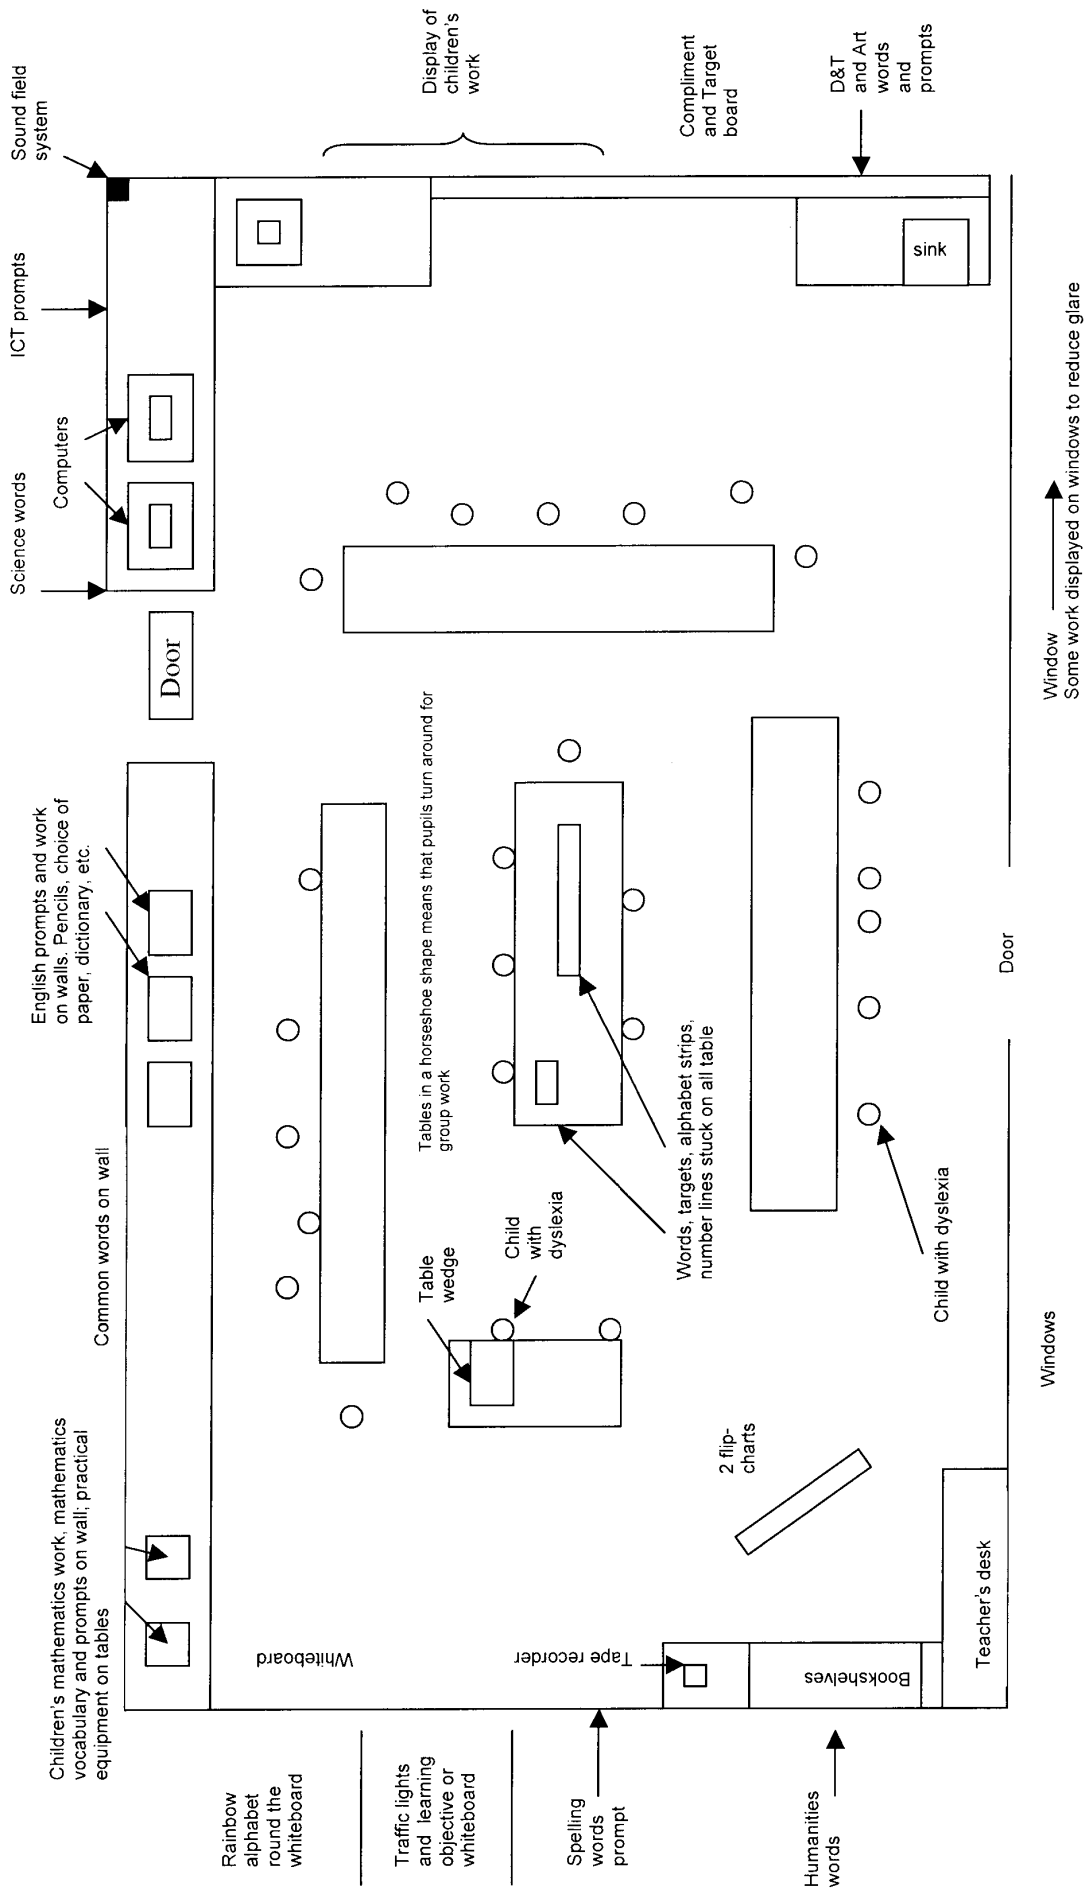 Children's mathematics work, mathematics
vocabulary and prompts on wall; practical
equipment on tables
Common words on wall
English prompts and work
on walls. Pencils, choice of
paper, dictionary, etc.
Door
Science words
Computers
ICT prompts
Sound field
system
Rainbow
alphabet
round the
whiteboard
Whiteboard
Traffic lights
and learning
objective or
whiteboard
Tape recorder
Spelling
words
prompt
Humanities
words
Bookshelves
Teacher's desk
2 flip-
charts
Table
wedge
Child
with
dyslexia
Tables in a horseshoe shape means that pupils turn around for
group work
Words, targets, alphabet strips,
number lines stuck on all table
Child with dyslexia
Display of
children's
work
Compliment
and Target
board
D&T
and Art
words
and
prompts
sink
Windows
Door
Window
Some work displayed on windows to reduce glare